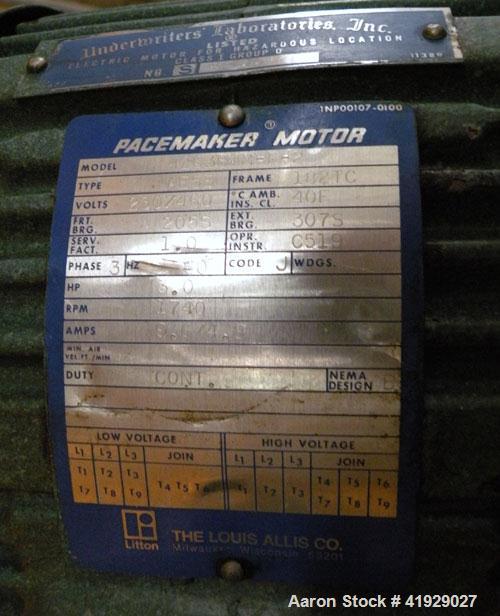 Underwriters Laboratories, Inc.
LISTED
ELECTRIC MOTOR FOR HAZARDOUS LOCATION
CLASS I GROUP D
NO S 11389
1NP00107-0100
PACEMAKER® MOTOR
MODEL
TYPE FRAME 182TC
VOLTS 230/460 °C AMB. INS. CL. 40F
FRT. BRG. 205S EXT. BRG. 307S
SERV. FACT. 1.0 OPR. INSTR. C519
PHASE 3 HZ CODE J WDGS.
HP 3.0
RPM 1740
AMPS
MIN. AIR VEL. FT./MIN
DUTY CONT. NEMA DESIGN B
LOW VOLTAGE HIGH VOLTAGE
L1 L2 L3 JOIN L1 L2 L3 JOIN
T1 T2 T3 T4 T5 T6 T1 T2 T3 T4 T5 T6
T7 T8 T9 T7 T8 T9
Litton THE LOUIS ALLIS CO.
Milwaukee, Wisconsin 53201
Aaron Stock # 41929027